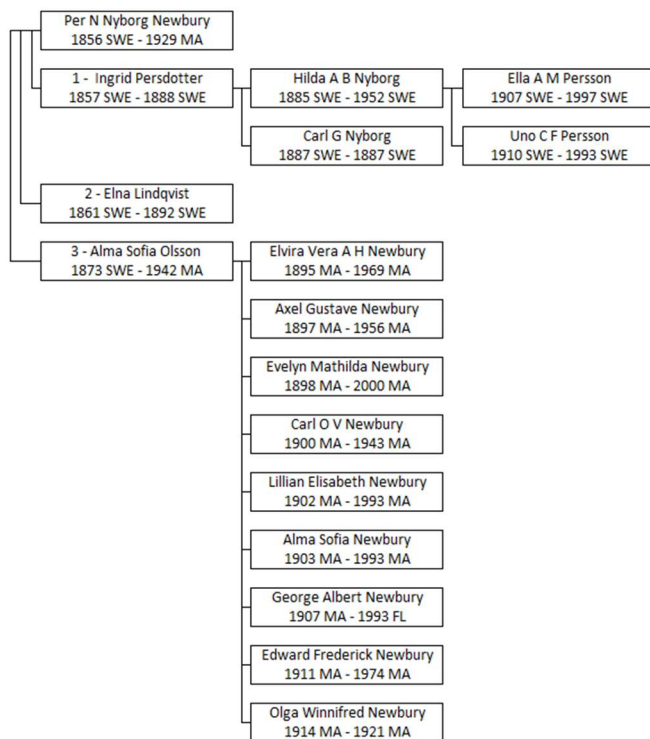 Per N Nyborg Newbury
1856 SWE - 1929 MA
1 -  Ingrid Persdotter
1857 SWE - 1888 SWE
Hilda A B Nyborg
1885 SWE - 1952 SWE
Ella A M Persson
1907 SWE - 1997 SWE
Carl G Nyborg
1887 SWE - 1887 SWE
Uno C F Persson
1910 SWE - 1993 SWE
2 - Elna Lindqvist
1861 SWE - 1892 SWE
3 - Alma Sofia Olsson
1873 SWE - 1942 MA
Elvira Vera A H Newbury
1895 MA - 1969 MA
Axel Gustave Newbury
1897 MA - 1956 MA
Evelyn Mathilda Newbury
1898 MA - 2000 MA
Carl O V Newbury
1900 MA - 1943 MA
Lillian Elisabeth Newbury
1902 MA - 1993 MA
Alma Sofia Newbury
1903 MA - 1993 MA
George Albert Newbury
1907 MA - 1993 FL
Edward Frederick Newbury
1911 MA - 1974 MA
Olga Winnifred Newbury
1914 MA - 1921 MA